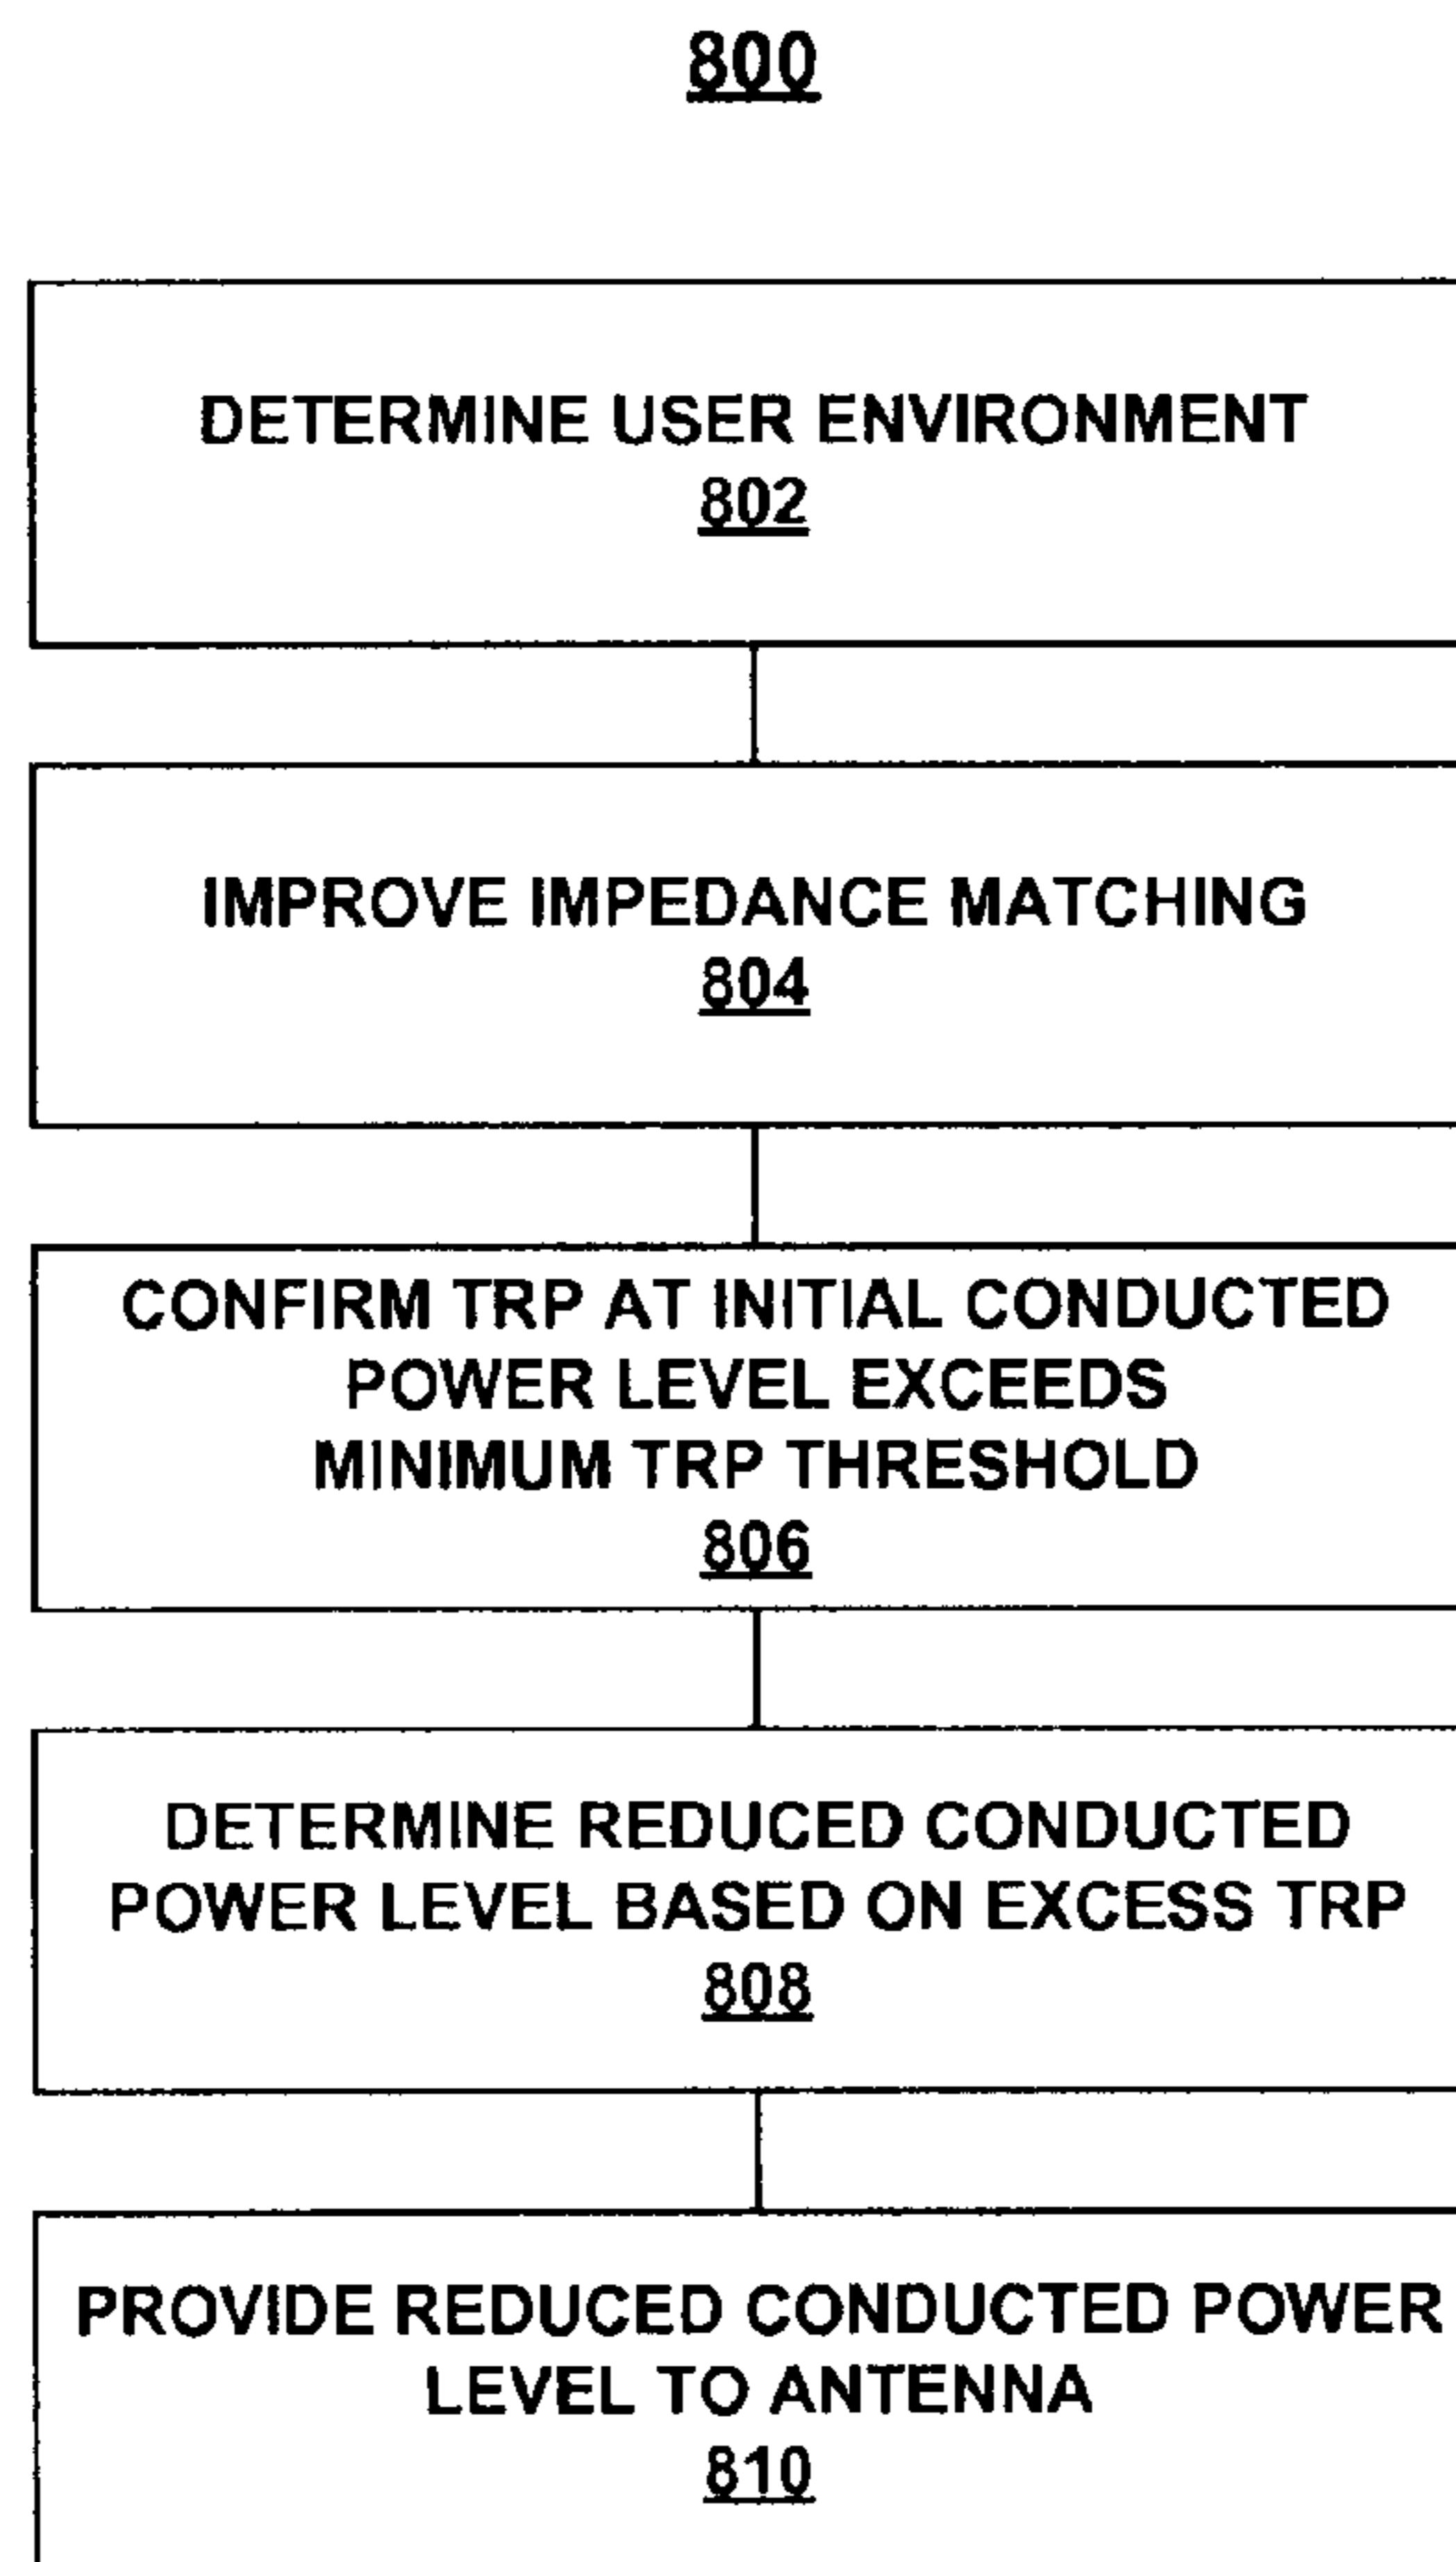 800
DETERMINE USER ENVIRONMENT
802
IMPROVE IMPEDANCE MATCHING
804
CONFIRM TRP AT INITIAL CONDUCTED
POWER LEVEL EXCEEDS
MINIMUM TRP THRESHOLD
806
DETERMINE REDUCED CONDUCTED
POWER LEVEL BASED ON EXCESS TRP
808
PROVIDE REDUCED CONDUCTED POWER
LEVEL TO ANTENNA
810